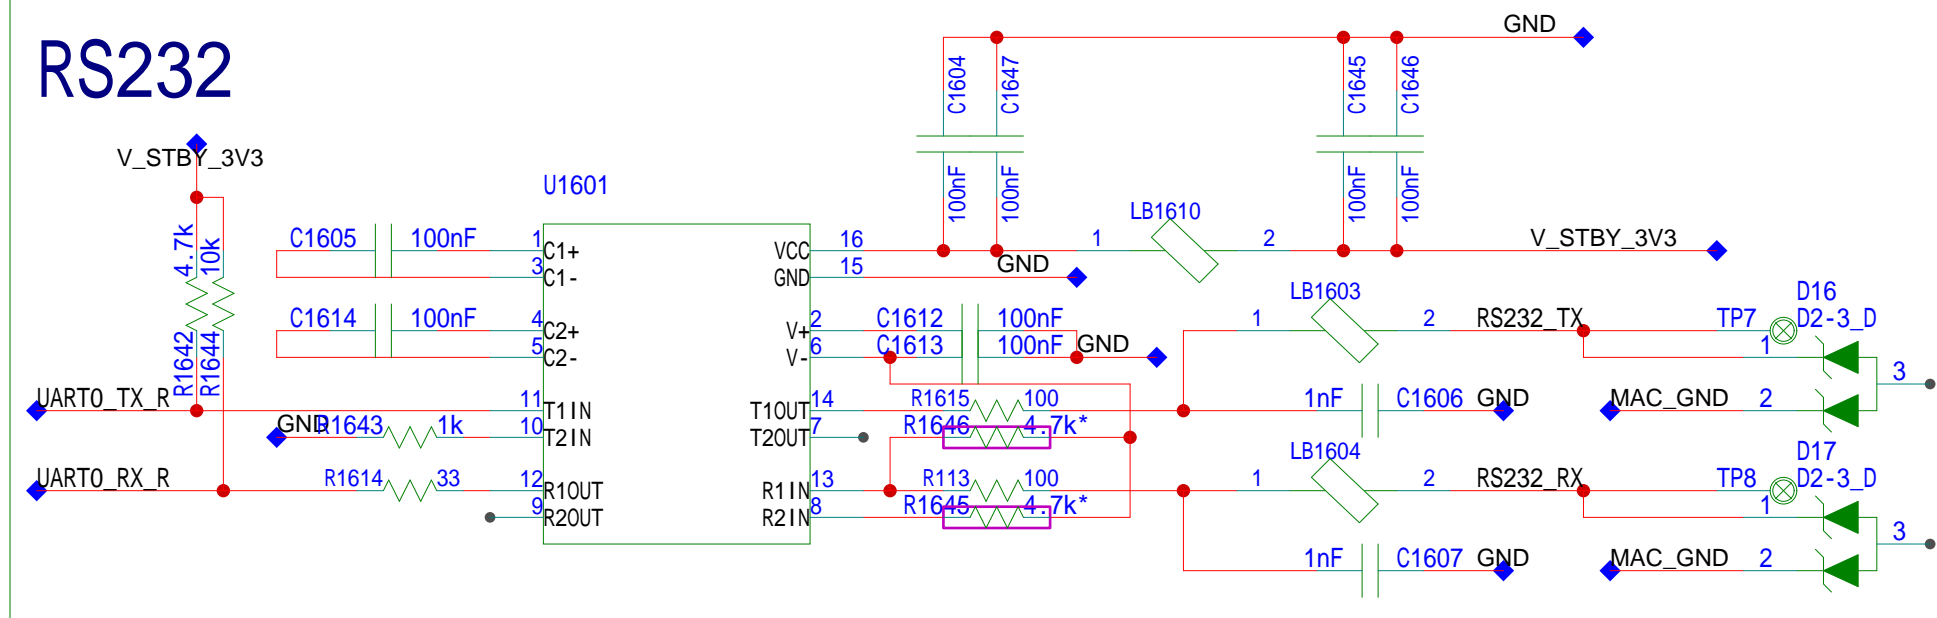 RS232
GND
C1604
C1647
C1645
C1646
100nF
100nF
100nF
100nF
V_STBY_3V3
4.7k
10k
R1642
R1644
U1601
C1605 100nF 1 C1+
3 C1-
C1614 100nF 4 C2+
5 C2-
UART0_TX_R 11 T1IN
GND R1643 1k 10 T2IN
UART0_RX_R R1614 33 12 R1OUT
9 R2OUT
VCC 16 1 LB1610 2 V_STBY_3V3
GND 15 GND
V+ 2 C1612 100nF
V- 6 C1613 100nF GND
T1OUT 14 R1615 100
T2OUT 7 R1646 4.7k*
R1IN 13 R113 100
R2IN 8 R1645 4.7k*
LB1603
1 2 RS232_TX TP7 D16
D2-3_D
1
3
1nF C1606 GND MAC_GND 2
LB1604
1 2 RS232_RX TP8 D17
D2-3_D
1
3
1nF C1607 GND MAC_GND 2